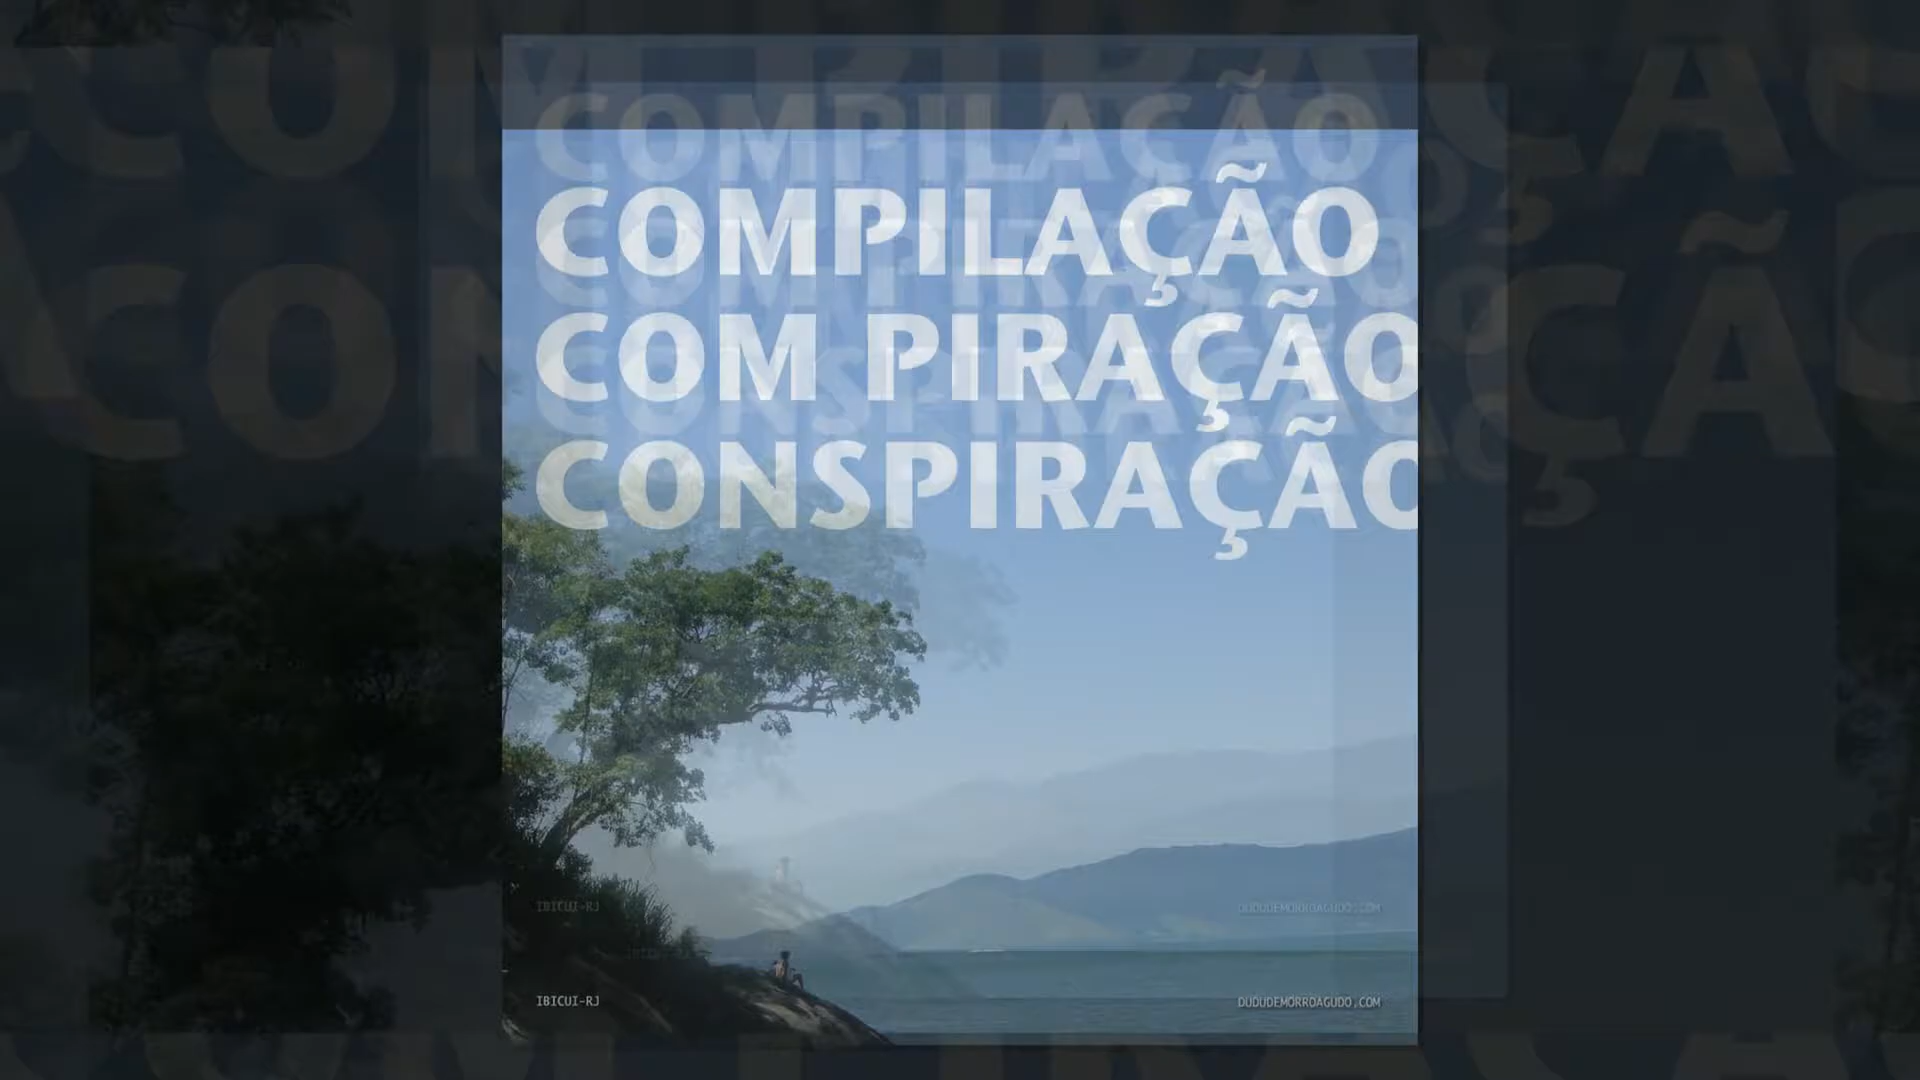 COMPILAÇÃO
COM PIRAÇÃO
CONSPIRAÇÃO
IBICUI-RJ
DUDUDEMORROAGUDO.COM